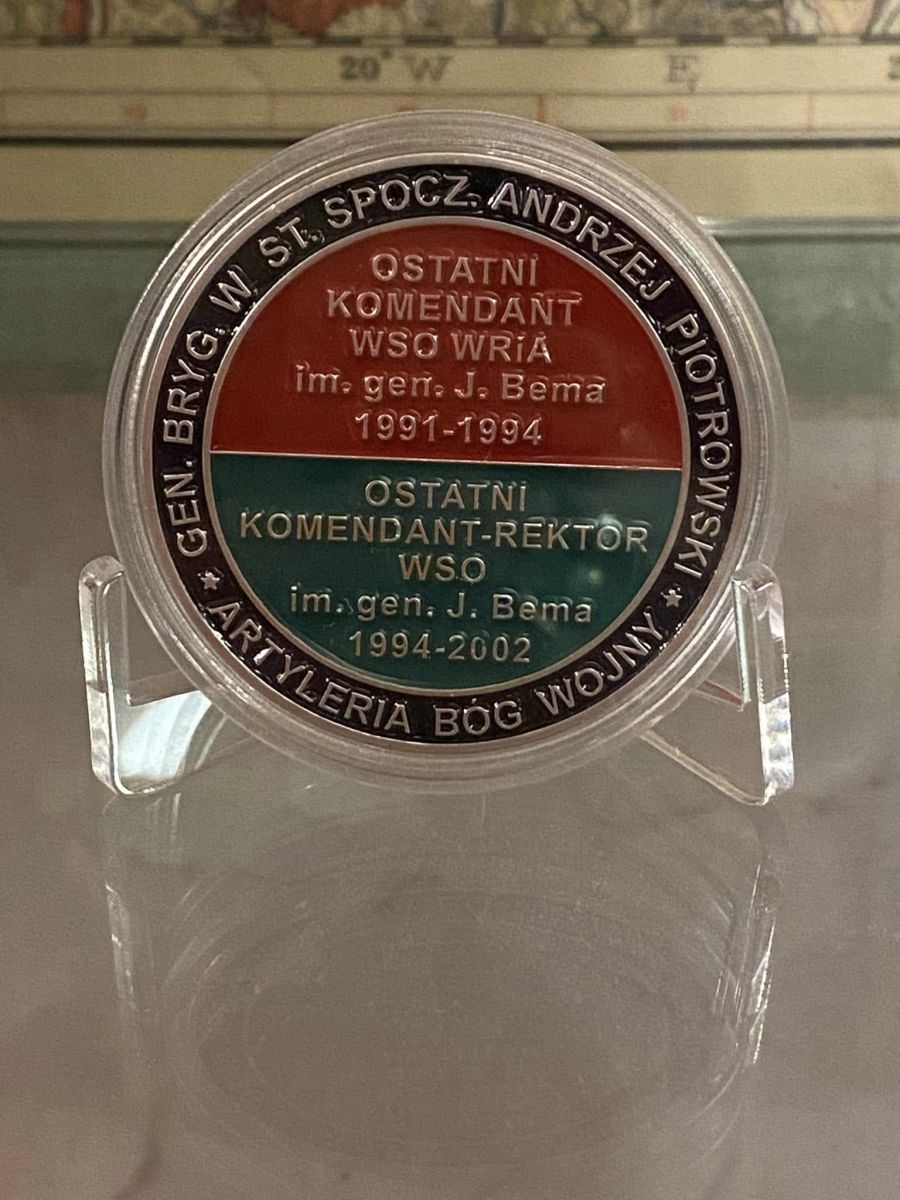 20° W E
GEN. BRYG. W ST. SPOCZ. ANDRZEJ PIOTROWSKI
OSTATNI
KOMENDANT
WSO WRiA
im. gen. J. Bema
1991-1994
OSTATNI
KOMENDANT-REKTOR
WSO
im. gen. J. Bema
1994-2002
★ ARTYLERIA BÓG WOJNY ★